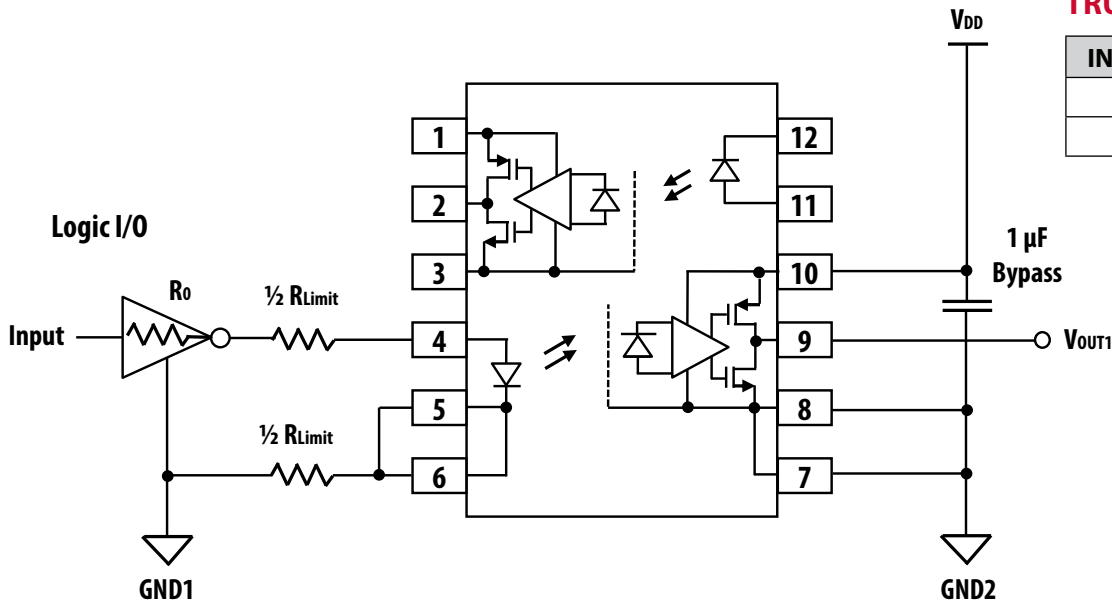 TRU
VDD
IN
1
12
2
11
Logic I/O
3
10
1 µF
Bypass
R0
½ RLimit
Input
4
9
VOUT1
5
8
½ RLimit
6
7
GND1
GND2